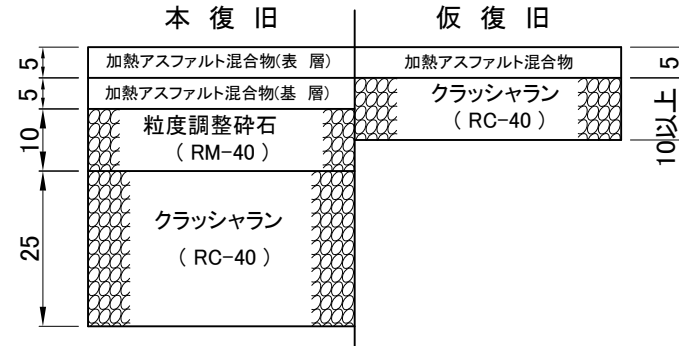 本復旧
仮復旧
5
加熱アスファルト混合物(表 層)
加熱アスファルト混合物
5
5
加熱アスファルト混合物(基 層)
クラッシャラン
( RC-40 )
10以上
10
粒度調整砕石
( RM-40 )
25
クラッシャラン
( RC-40 )